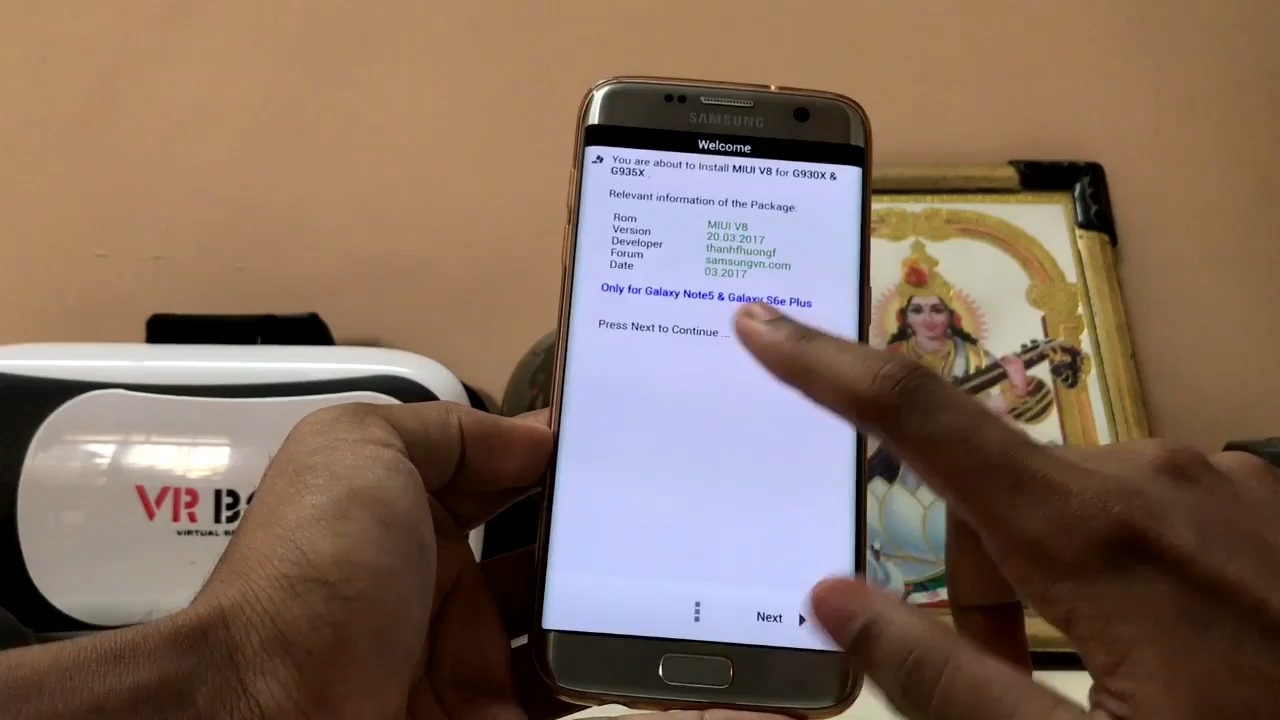 SAMSUNG
Welcome
You are about to Install MIUI V8 for G930X &
G935X .
Relevant information of the Package:
Rom MIUI V8
Version 20.03.2017
Developer thanhfhuongf
Forum samsungvn.com
Date 03.2017
Only for Galaxy Note5 & Galaxy S6e Plus
Press Next to Continue ...
Next
VR
VIRTUAL